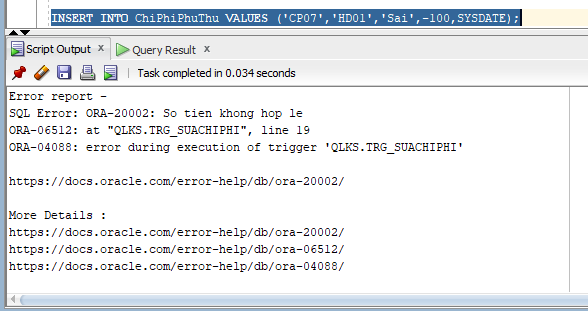 INSERT INTO ChiPhiPhuThu VALUES ('CP07','HD01','Sai',-100,SYSDATE);
Script Output x Query Result x
Task completed in 0.034 seconds
Error report -
SQL Error: ORA-20002: So tien khong hop le
ORA-06512: at "QLKS.TRG_SUACHIPHI", line 19
ORA-04088: error during execution of trigger 'QLKS.TRG_SUACHIPHI'
https://docs.oracle.com/error-help/db/ora-20002/
More Details :
https://docs.oracle.com/error-help/db/ora-20002/
https://docs.oracle.com/error-help/db/ora-06512/
https://docs.oracle.com/error-help/db/ora-04088/